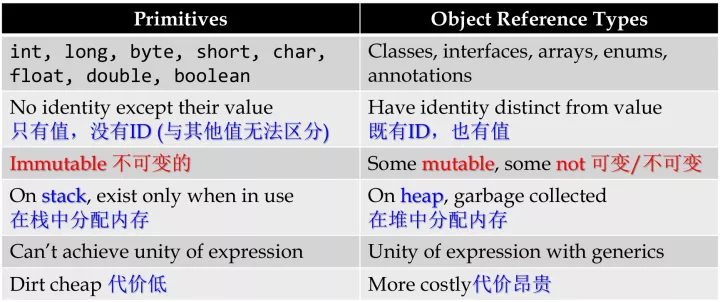 Primitives
Object Reference Types
int, long, byte, short, char,
float, double, boolean
Classes, interfaces, arrays, enums,
annotations
No identity except their value
只有值，没有ID (与其他值无法区分)
Have identity distinct from value
既有ID，也有值
Immutable 不可变的
Some mutable, some not 可变/不可变
On stack, exist only when in use
在栈中分配内存
On heap, garbage collected
在堆中分配内存
Can’t achieve unity of expression
Unity of expression with generics
Dirt cheap 代价低
More costly代价昂贵